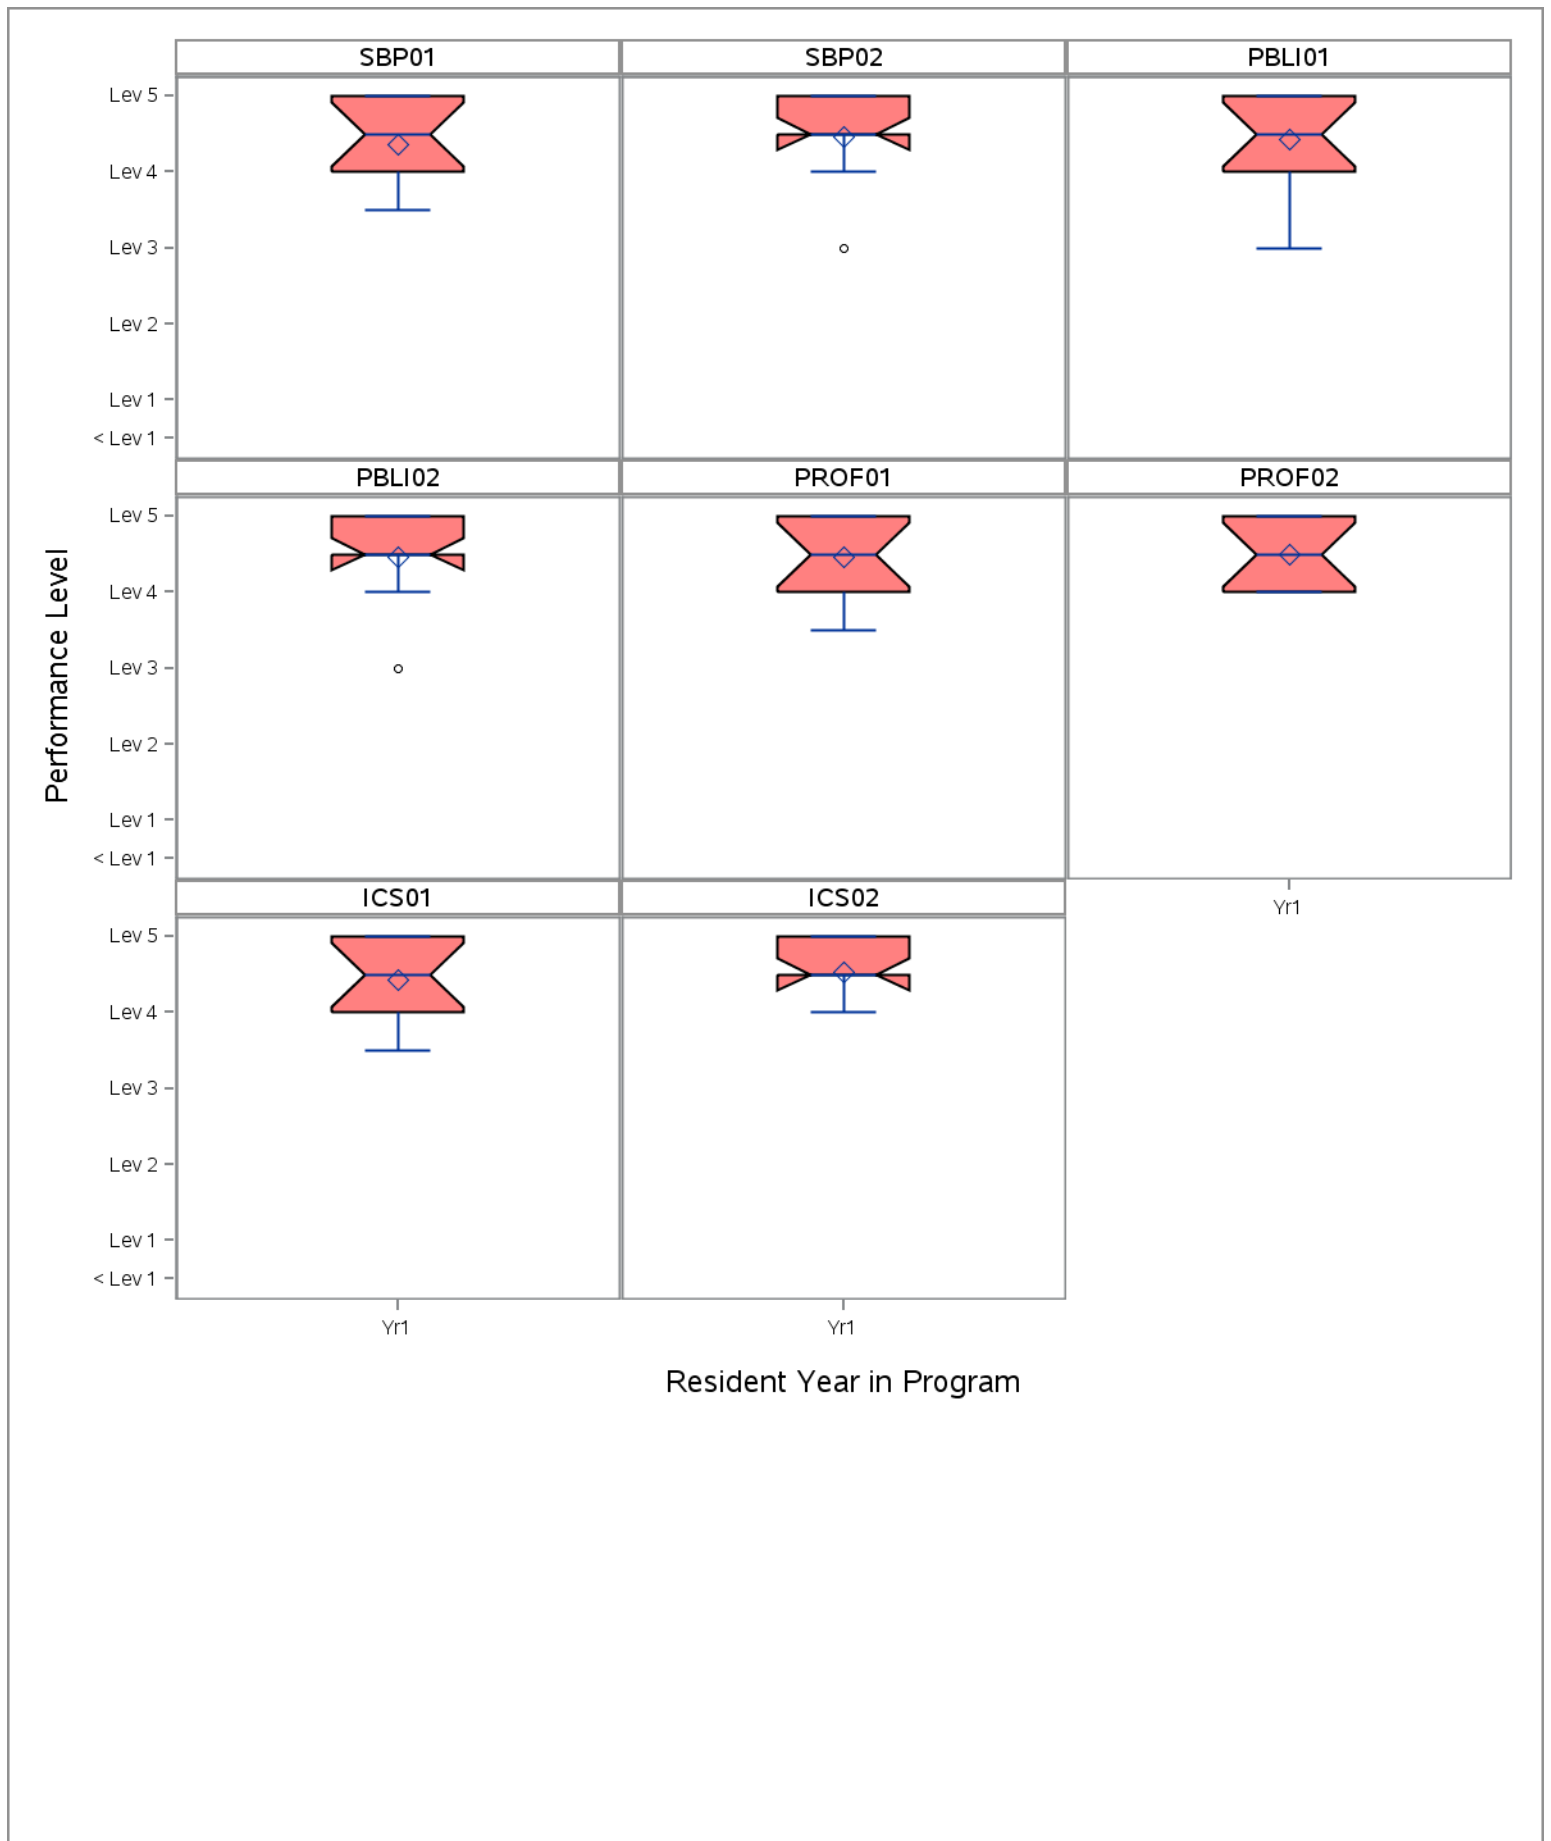 SBP01 SBP02 PBLI01
Lev 5
Lev 4
Lev 3
Lev 2
Lev 1
< Lev 1
PBLI02 PROF01 PROF02
Performance Level
Lev 5
Lev 4
Lev 3
Lev 2
Lev 1
< Lev 1
ICS01 ICS02
Yr1
Lev 5
Lev 4
Lev 3
Lev 2
Lev 1
< Lev 1
Yr1 Yr1
Resident Year in Program